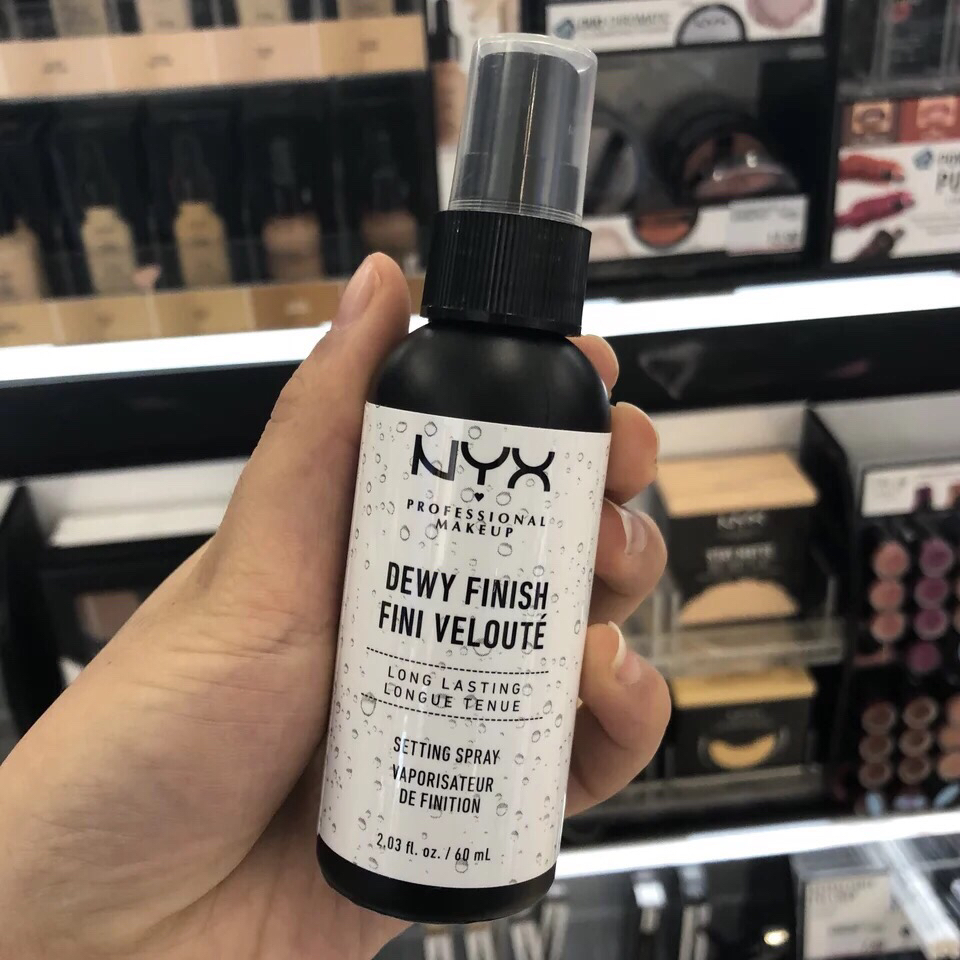 NYX
PROFESSIONAL
MAKEUP
DEWY FINISH
FINI VELOUTÉ
LONG LASTING
LONGUE TENUE
SETTING SPRAY
VAPORISATEUR
DE FINITION
2.03 fl. oz. / 60 mL